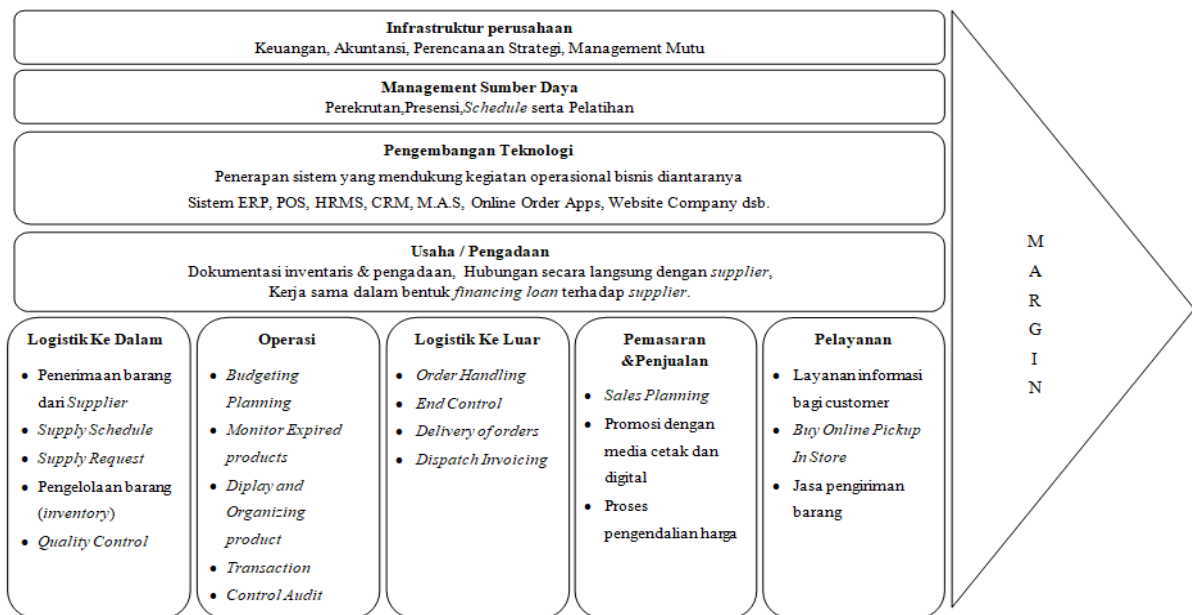 Infrastruktur perusahaan
Keuangan, Akuntansi, Perencanaan Strategi, Management Mutu
Management Sumber Daya
Perekrutan,Presensi,Schedule serta Pelatihan
Pengembangan Teknologi
Penerapan sistem yang mendukung kegiatan operasional bisnis diantaranya
Sistem ERP, POS, HRMS, CRM, M.A.S, Online Order Apps, Website Company dsb.
Usaha / Pengadaan
Dokumentasi inventaris & pengadaan, Hubungan secara langsung dengan supplier,
Kerja sama dalam bentuk financing loan terhadap supplier.
Logistik Ke Dalam
• Penerimaan barang
dari Supplier
• Supply Schedule
• Supply Request
• Pengelolaan barang
(inventory)
• Quality Control
Operasi
• Budgeting
Planning
• Monitor Expired
products
• Diplay and
Organizing
product
• Transaction
• Control Audit
Logistik Ke Luar
• Order Handling
• End Control
• Delivery of orders
• Dispatch Invoicing
Pemasaran
&Penjualan
• Sales Planning
• Promosi dengan
media cetak dan
digital
• Proses
pengendalian harga
Pelayanan
• Layanan informasi
bagi customer
• Buy Online Pickup
In Store
• Jasa pengiriman
barang
M
A
R
G
I
N